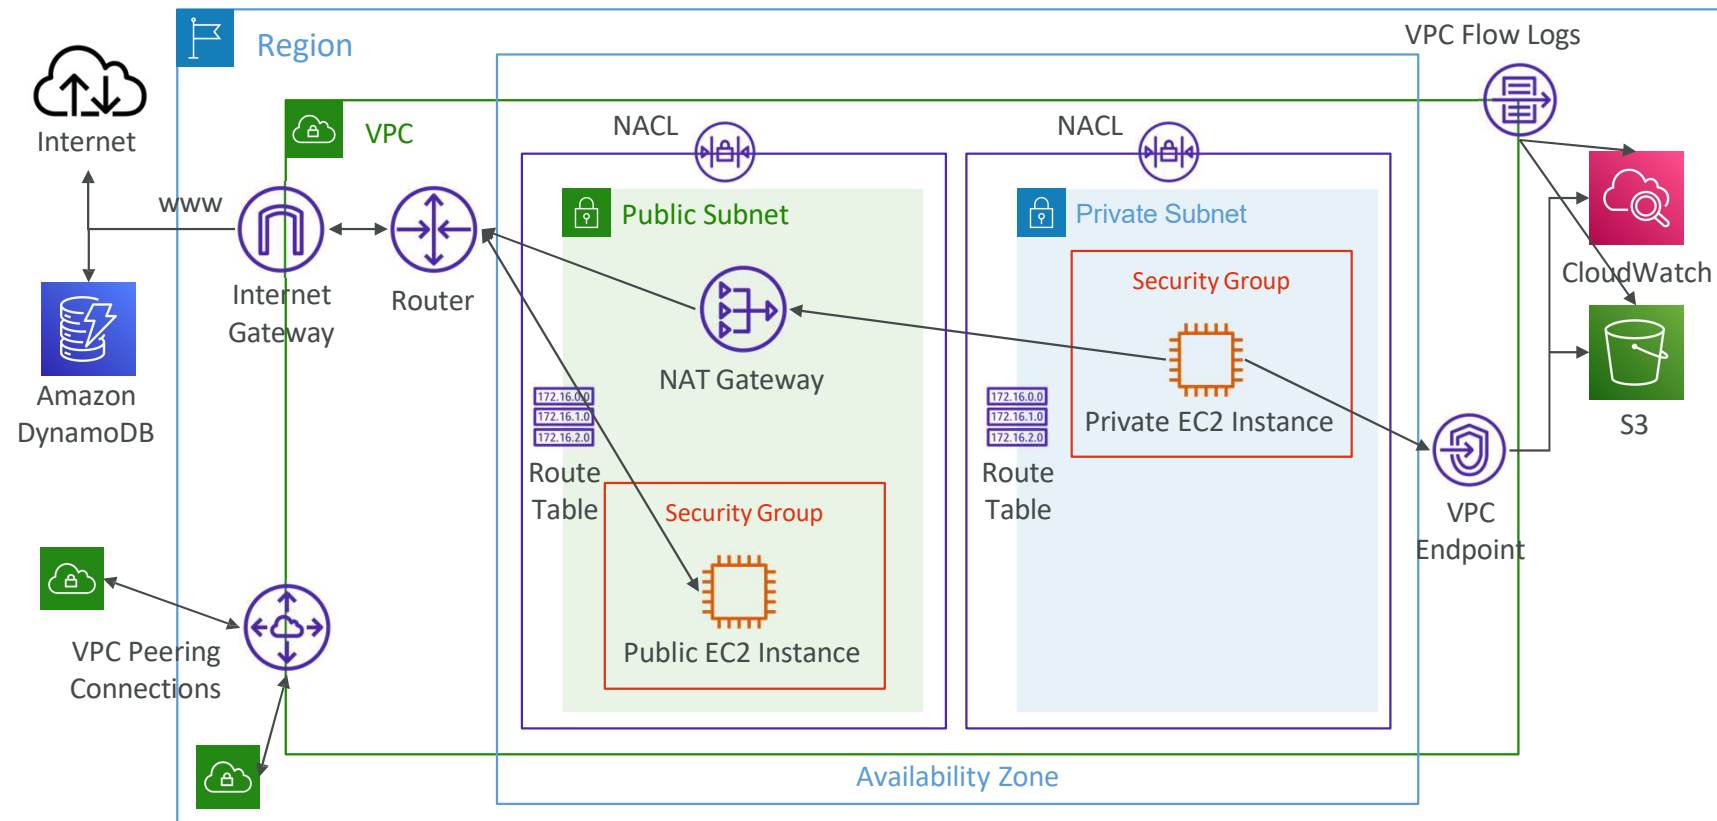 Region
VPC Flow Logs
Internet
VPC
NACL
NACL
www
Public Subnet
Private Subnet
Internet
Gateway
Router
Security Group
CloudWatch
NAT Gateway
Amazon
DynamoDB
172.16.0.0
172.16.1.0
172.16.2.0
Route
Table
172.16.0.0
172.16.1.0
172.16.2.0
Route
Table
Private EC2 Instance
S3
VPC
Endpoint
Security Group
Public EC2 Instance
VPC Peering
Connections
Availability Zone